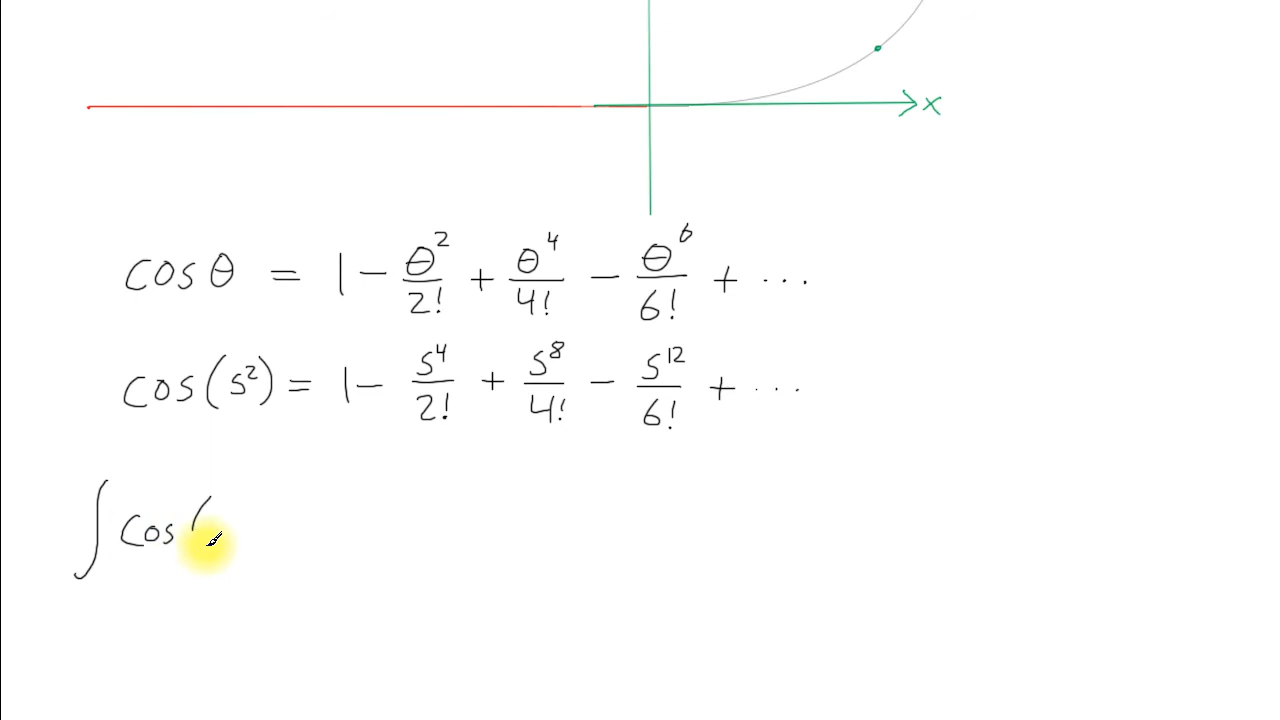 x
cos θ = 1 - θ²/2! + θ⁴/4! - θ⁶/6! + ...
cos(s²) = 1 - s⁴/2! + s⁸/4! - s¹²/6! + ...
∫ cos (